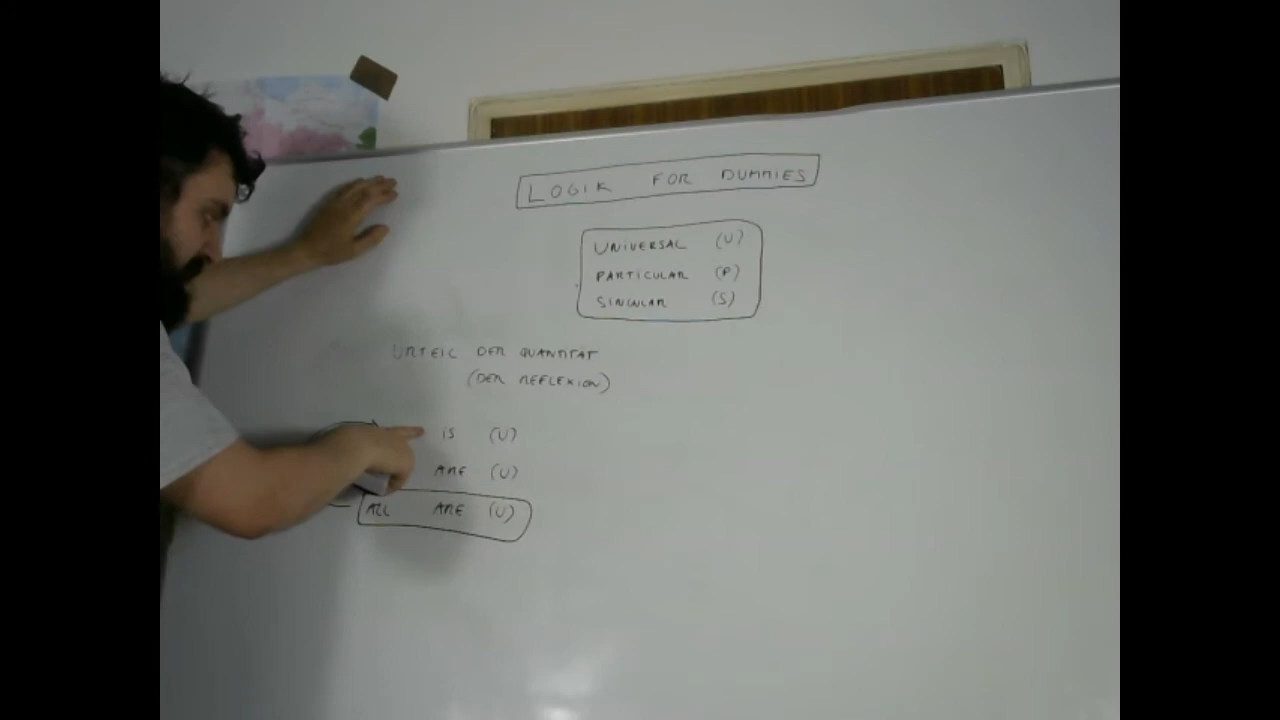 LOGIK FOR DUMMIES
UNIVERSAL (U)
PARTICULAR (P)
SINGULAR (S)
URTEIL DER QUANTITÄT
(DER REFLEXION)
IS (U)
ARE (U)
ALL ARE (U)